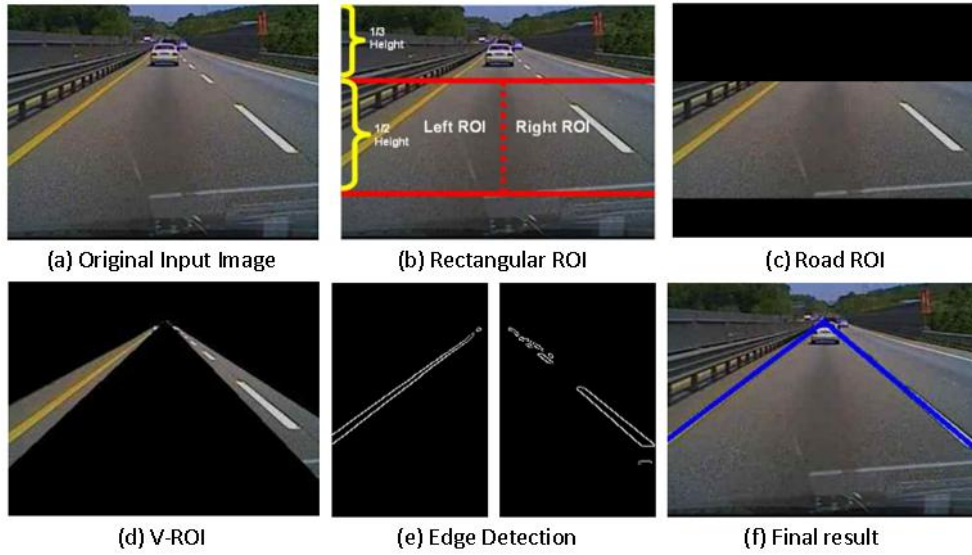 1/3
Height
1/2
Height
Left ROI
Right ROI
(a) Original Input Image
(b) Rectangular ROI
(c) Road ROI
(d) V-ROI
(e) Edge Detection
(f) Final result